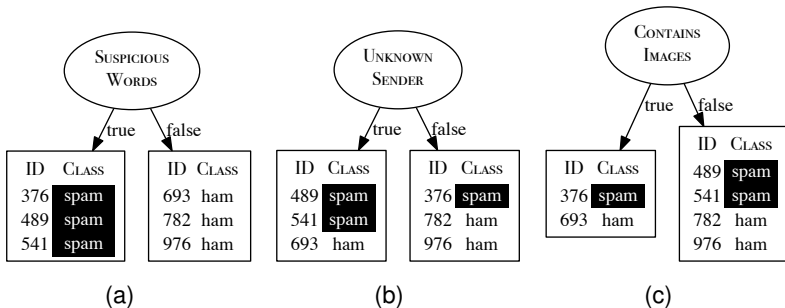 SUSPICIOUS
WORDS
true
false
ID CLASS
376 spam
489 spam
541 spam
ID CLASS
693 ham
782 ham
976 ham
(a)
UNKNOWN
SENDER
true
false
ID CLASS
489 spam
541 spam
693 ham
ID CLASS
376 spam
782 ham
976 ham
(b)
CONTAINS
IMAGES
true
false
ID CLASS
376 spam
693 ham
ID CLASS
489 spam
541 spam
782 ham
976 ham
(c)